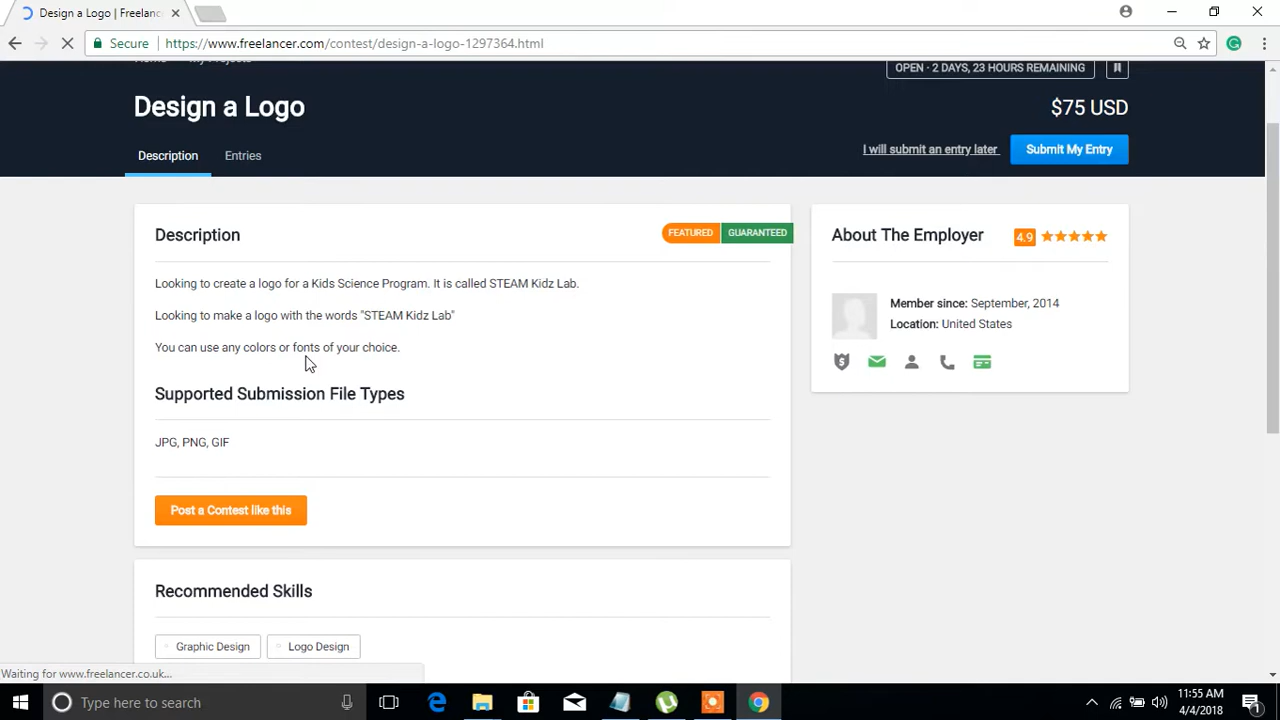 Design a Logo | Freelanc
Secure
https://www.freelancer.com/contest/design-a-logo-1297364.html
OPEN · 2 DAYS, 23 HOURS REMAINING
Design a Logo
$75 USD
Description
Entries
I will submit an entry later
Submit My Entry
Description
FEATURED
GUARANTEED
About The Employer
4.9
Looking to create a logo for a Kids Science Program. It is called STEAM Kidz Lab.
Looking to make a logo with the words "STEAM Kidz Lab"
You can use any colors or fonts of your choice.
Member since: September, 2014
Location: United States
Supported Submission File Types
JPG, PNG, GIF
Post a Contest like this
Recommended Skills
Graphic Design
Logo Design
Waiting for www.freelancer.co.uk...
Type here to search
11:55 AM
4/4/2018